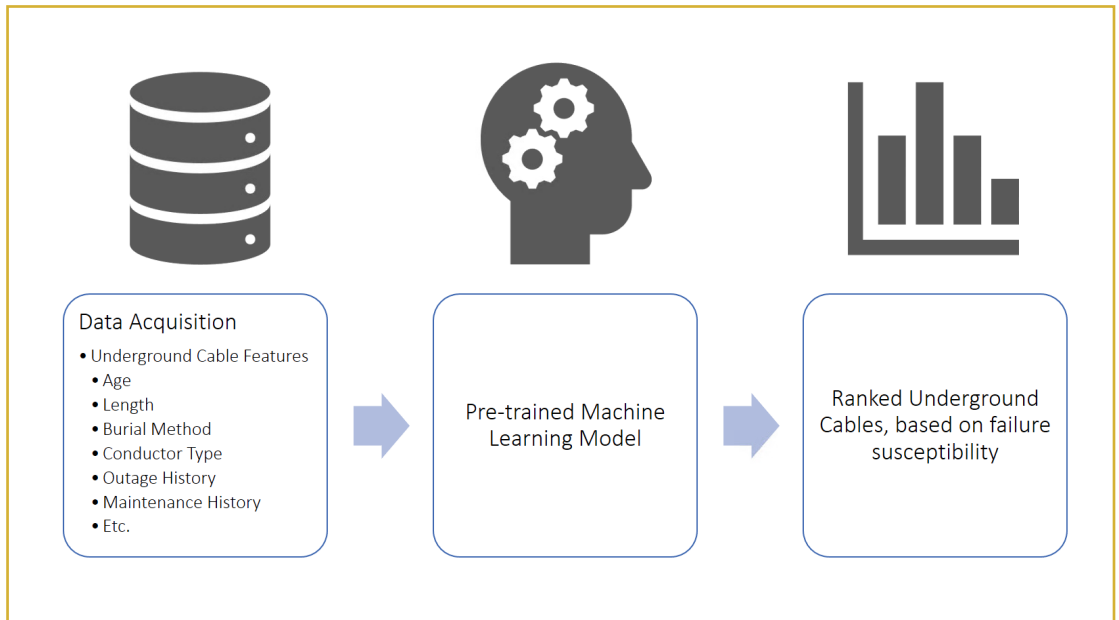 Data Acquisition
• Underground Cable Features
• Age
• Length
• Burial Method
• Conductor Type
• Outage History
• Maintenance History
• Etc.
Pre-trained Machine
Learning Model
Ranked Underground
Cables, based on failure
susceptibility